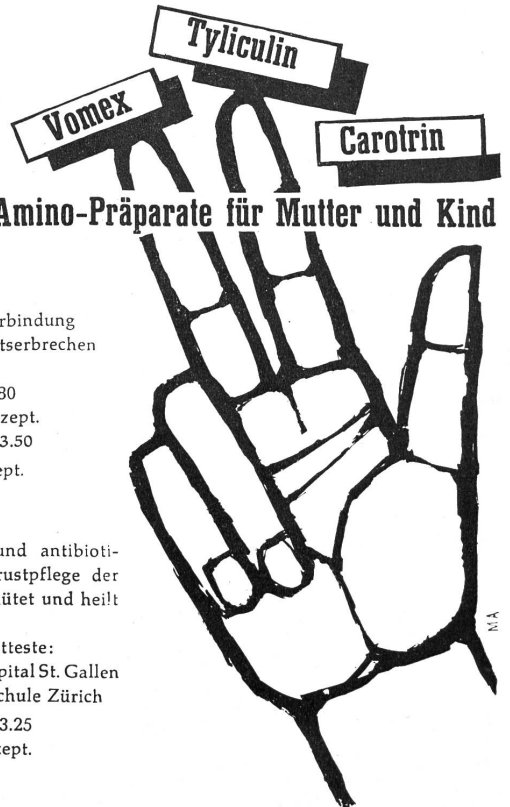 Tyliculin
Vomex
Carotrin
Amino-Präparate für Mutter und Kind
rbindung
tserbrechen
80
zept.
3.50
ept.
und antibioti-
rustpflege der
ütet und heilt
tteste:
pital St. Gallen
chule Zürich
3.25
zept.
MA